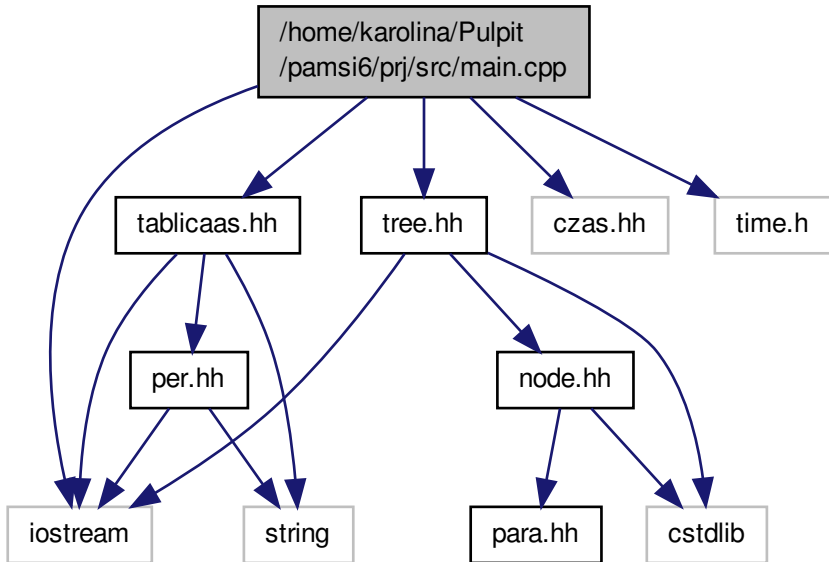 /home/karolina/Pulpit
/pamsi6/prj/src/main.cpp
tablicaas.hh
tree.hh
czas.hh
time.h
per.hh
node.hh
iostream
string
para.hh
cstdlib